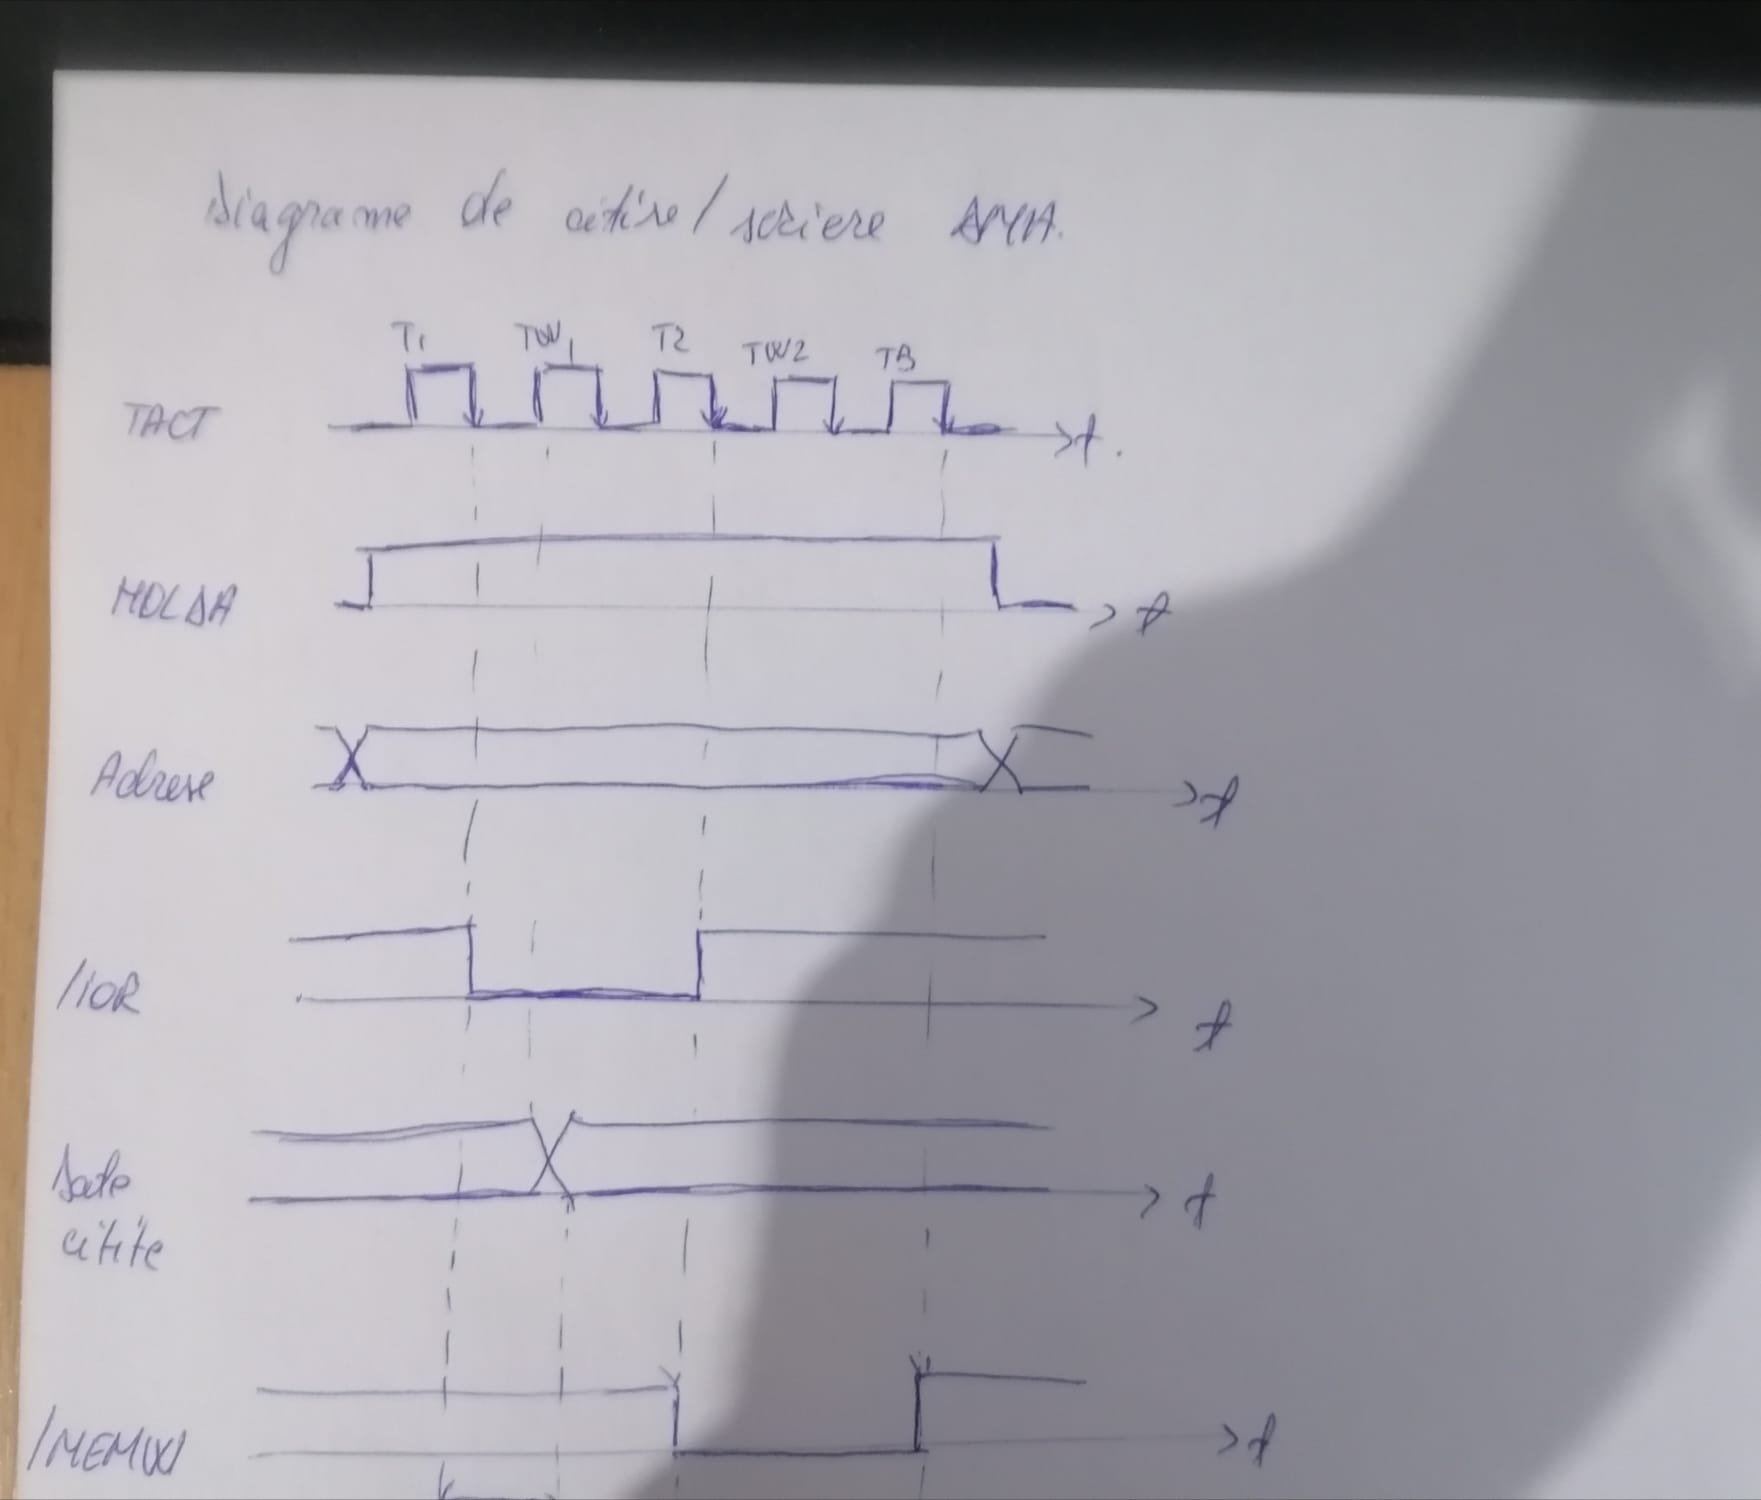 Diagrame de citire/scriere DMA.
T1 TW1 T2 TW2 T3
TACT t.
HOLDA t
Adrese t
/IOR t
Date t
citite
/MEMW t